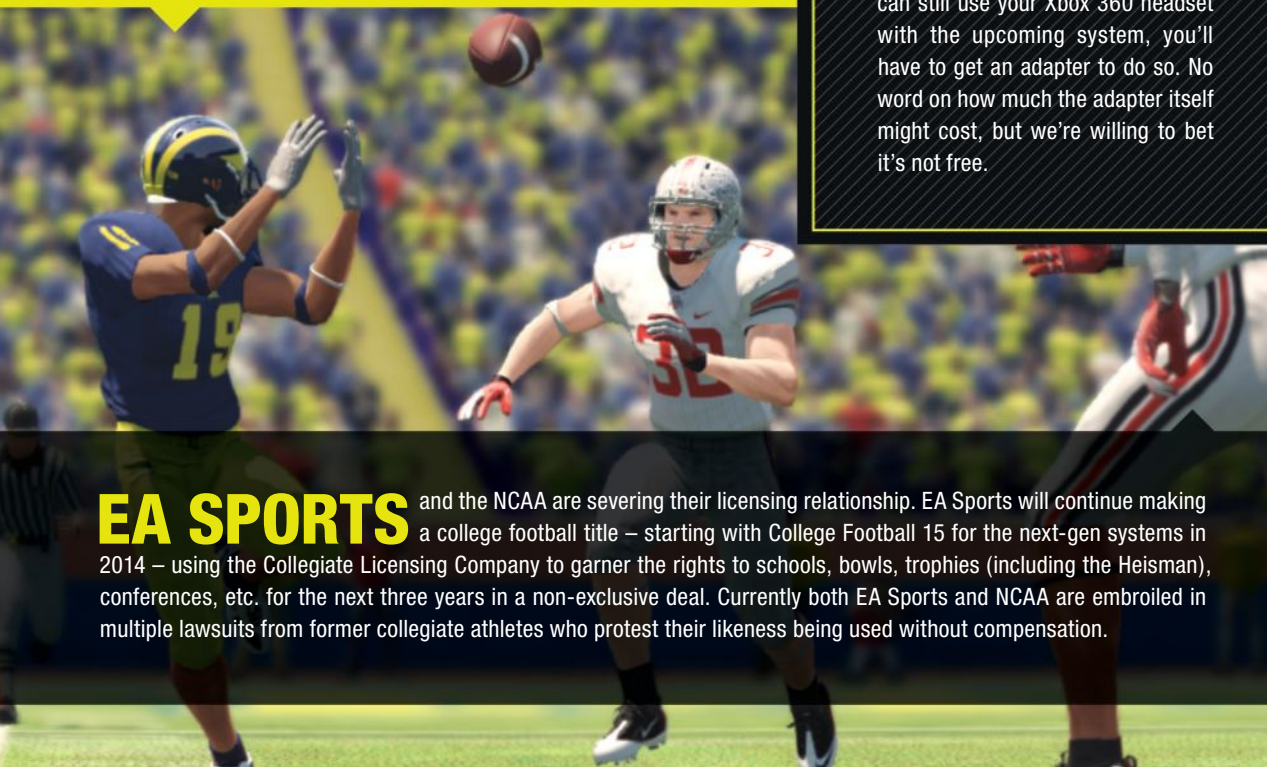 can still use your Xbox 360 headset
with the upcoming system, you'll
have to get an adapter to do so. No
word on how much the adapter itself
might cost, but we're willing to bet
it's not free.
19
32
EA SPORTS and the NCAA are severing their licensing relationship. EA Sports will continue making
a college football title – starting with College Football 15 for the next-gen systems in
2014 – using the Collegiate Licensing Company to garner the rights to schools, bowls, trophies (including the Heisman),
conferences, etc. for the next three years in a non-exclusive deal. Currently both EA Sports and NCAA are embroiled in
multiple lawsuits from former collegiate athletes who protest their likeness being used without compensation.